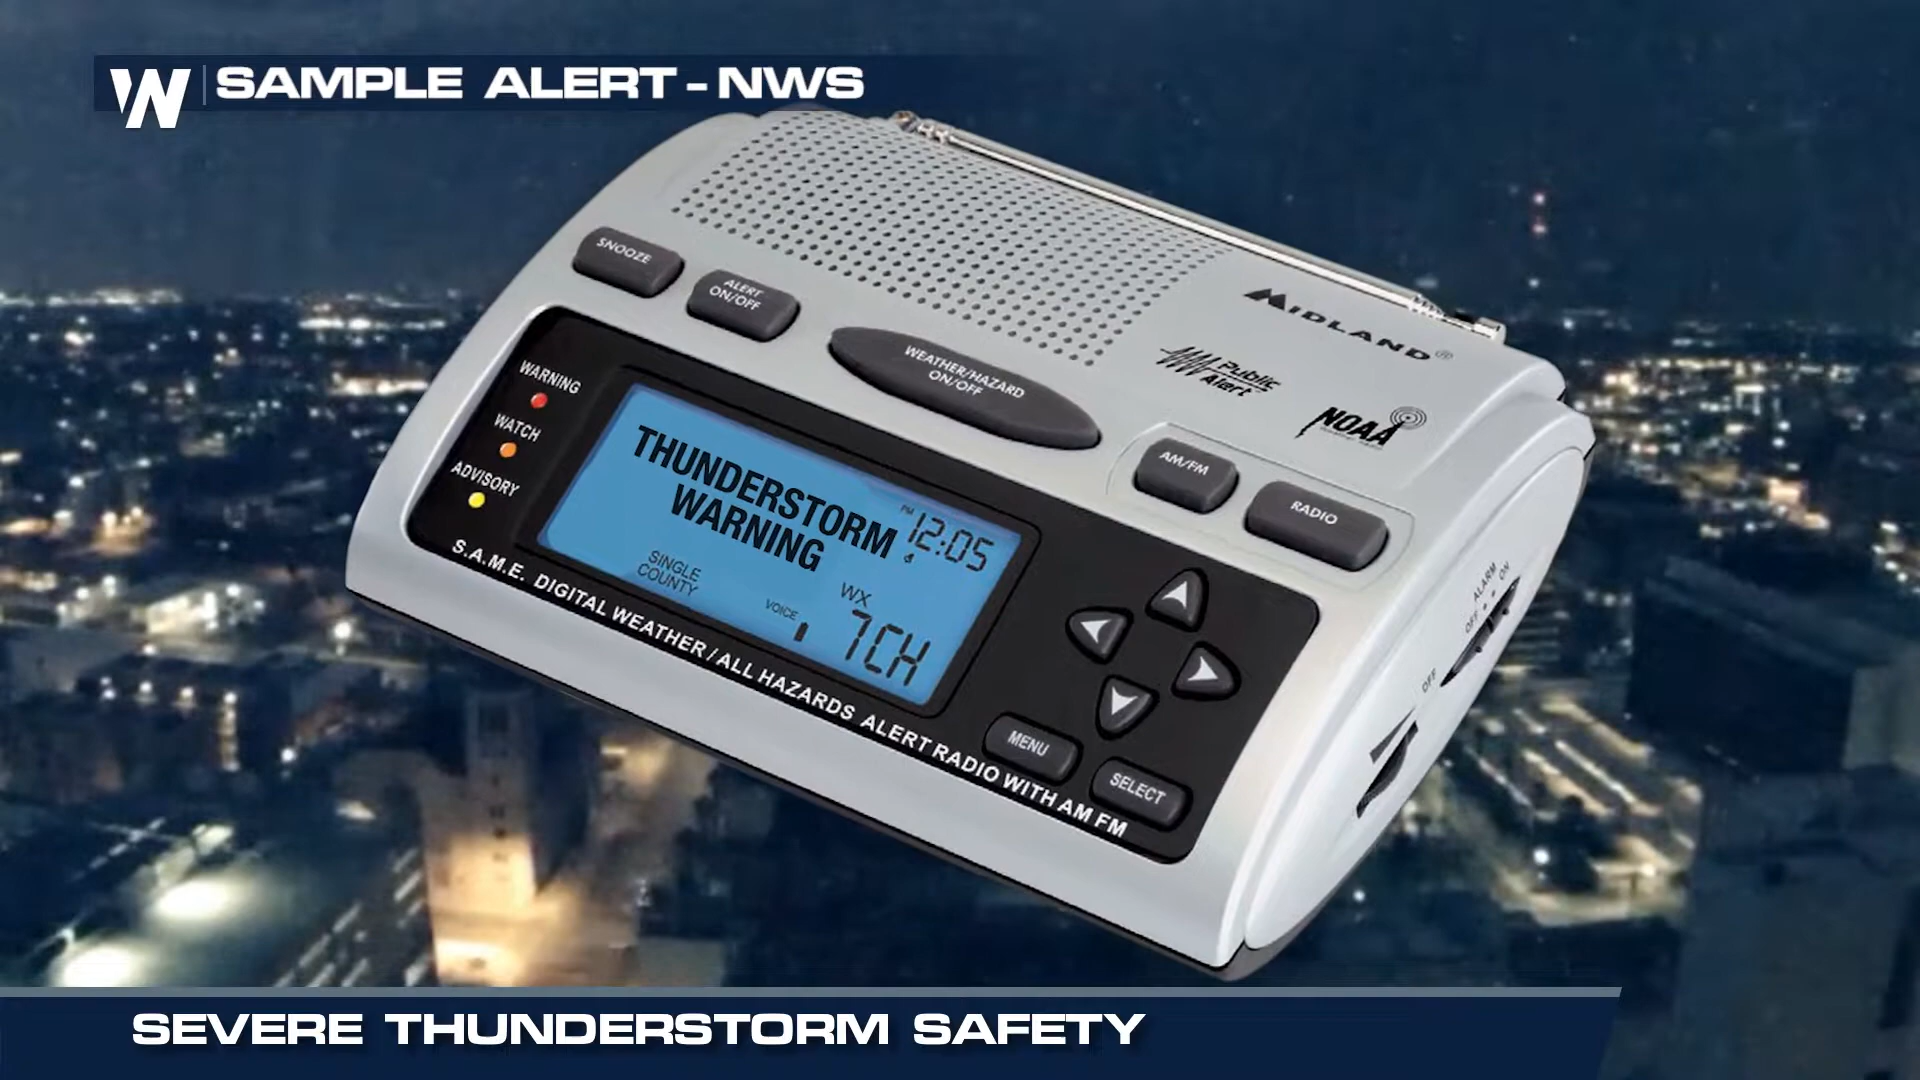 W
SAMPLE ALERT - NWS
SNOOZE
ALERT
ON/OFF
WEATHER/HAZARD
ON/OFF
MIDLAND®
Public
Alert
NOAA
AM/FM
RADIO
WARNING
WATCH
ADVISORY
THUNDERSTORM
WARNING
PM 12:05
SINGLE
COUNTY
VOICE
WX
7CH
MENU
SELECT
S.A.M.E. DIGITAL WEATHER / ALL HAZARDS ALERT RADIO WITH AM FM
ALARM
OFF ON
OFF
SEVERE THUNDERSTORM SAFETY